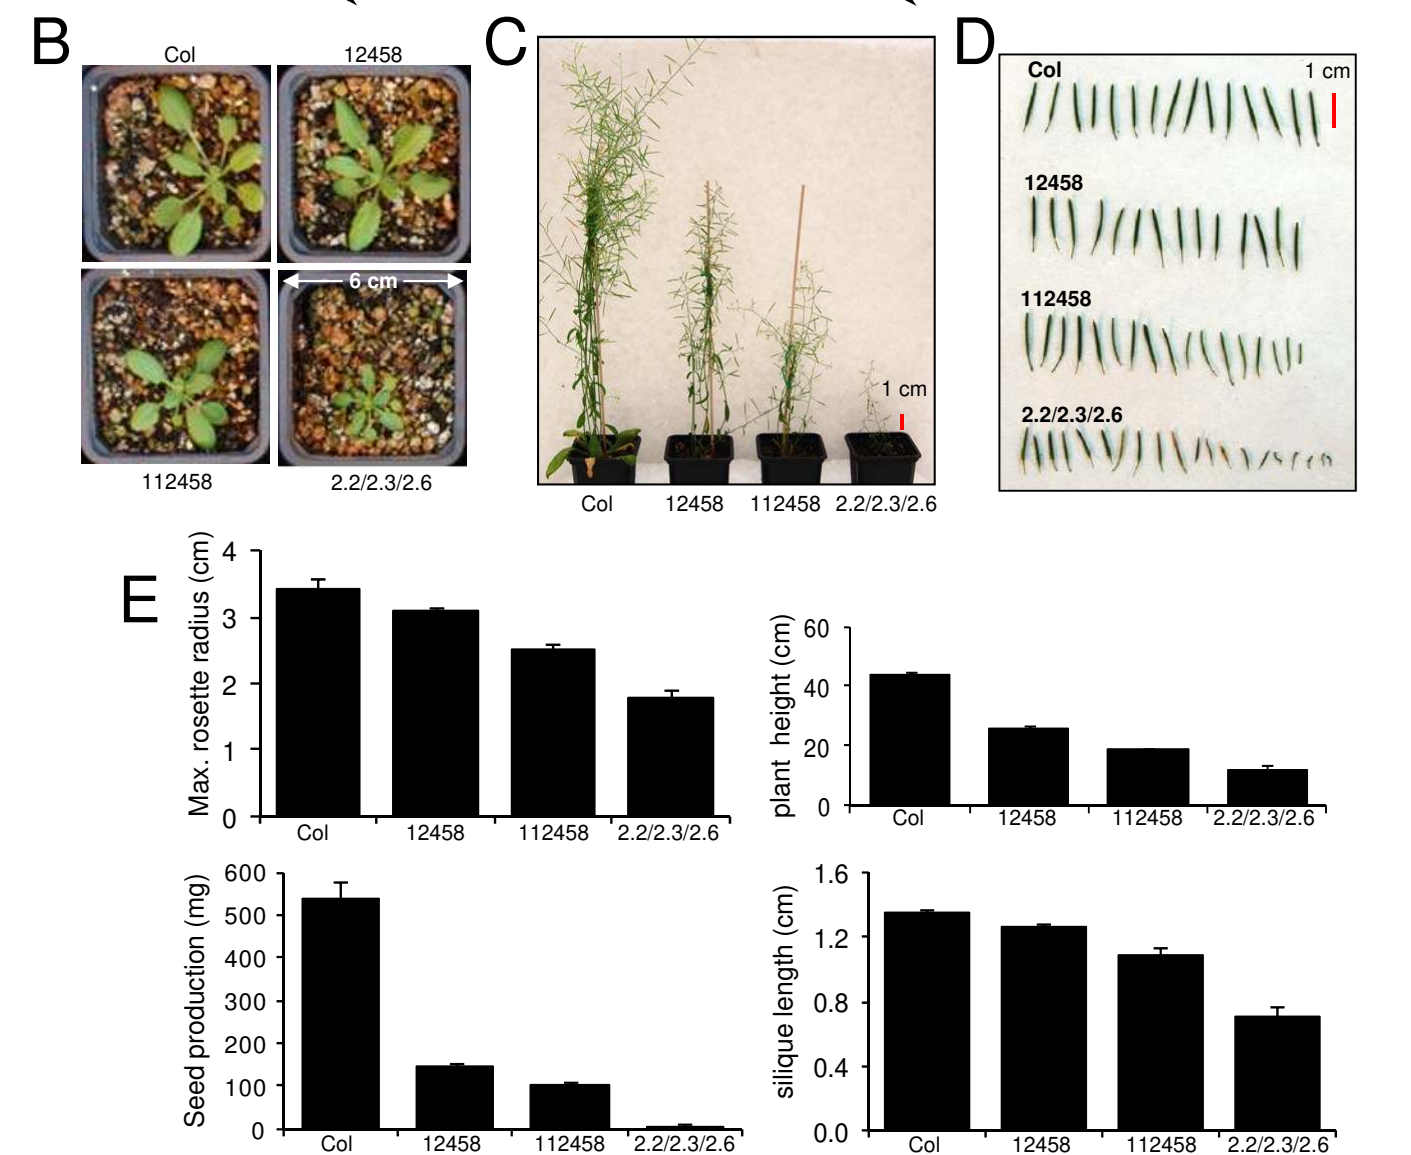 B
Col
12458
6 cm
112458
2.2/2.3/2.6
C
1 cm
Col
12458
112458
2.2/2.3/2.6
D
Col
1 cm
12458
112458
2.2/2.3/2.6
E
Max. rosette radius (cm)
4
3
2
1
0
Col
12458
112458
2.2/2.3/2.6
plant height (cm)
60
40
20
0
Col
12458
112458
2.2/2.3/2.6
Seed production (mg)
600
500
400
300
200
100
0
Col
12458
112458
2.2/2.3/2.6
silique length (cm)
1.6
1.2
0.8
0.4
0.0
Col
12458
112458
2.2/2.3/2.6